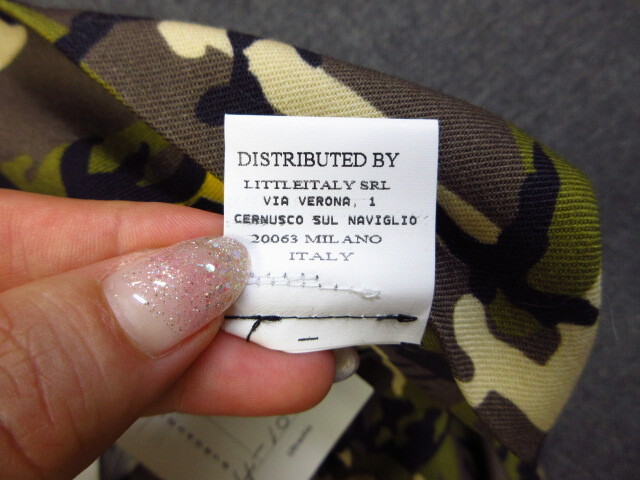 DISTRIBUTED BY
LITTLEITALY SRL
VIA VERONA, 1
CERNUSCO SUL NAVIGLIO
20063 MILANO
ITALY